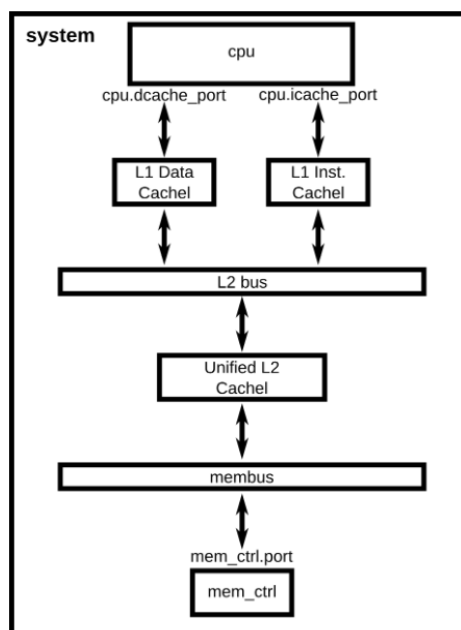 system
cpu
cpu.dcache_port
cpu.icache_port
L1 Data
Cachel
L1 Inst.
Cachel
L2 bus
Unified L2
Cachel
membus
mem_ctrl.port
mem_ctrl